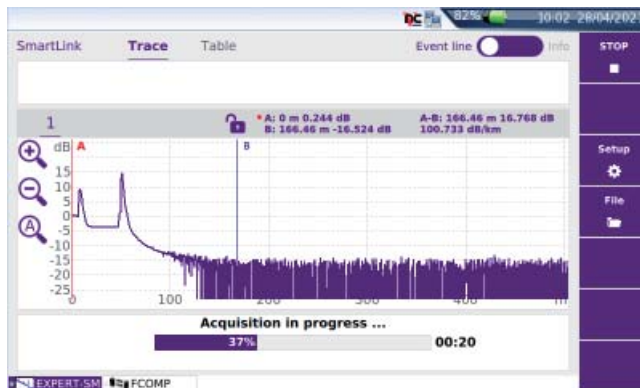 DC 82% 10:02 28/04/202
SmartLink Trace Table Event line Info STOP
1 A: 0 m 0.244 dB A-B: 166.46 m 16.768 dB
B: 166.46 m -16.524 dB 100.733 dB/km
dB A B
Setup
15
10
File
5
0
A
-5
-10
-15
-20
-25
0 100 200 300 400 m
Acquisition in progress ...
37% 00:20
EXPERT-SM FCOMP